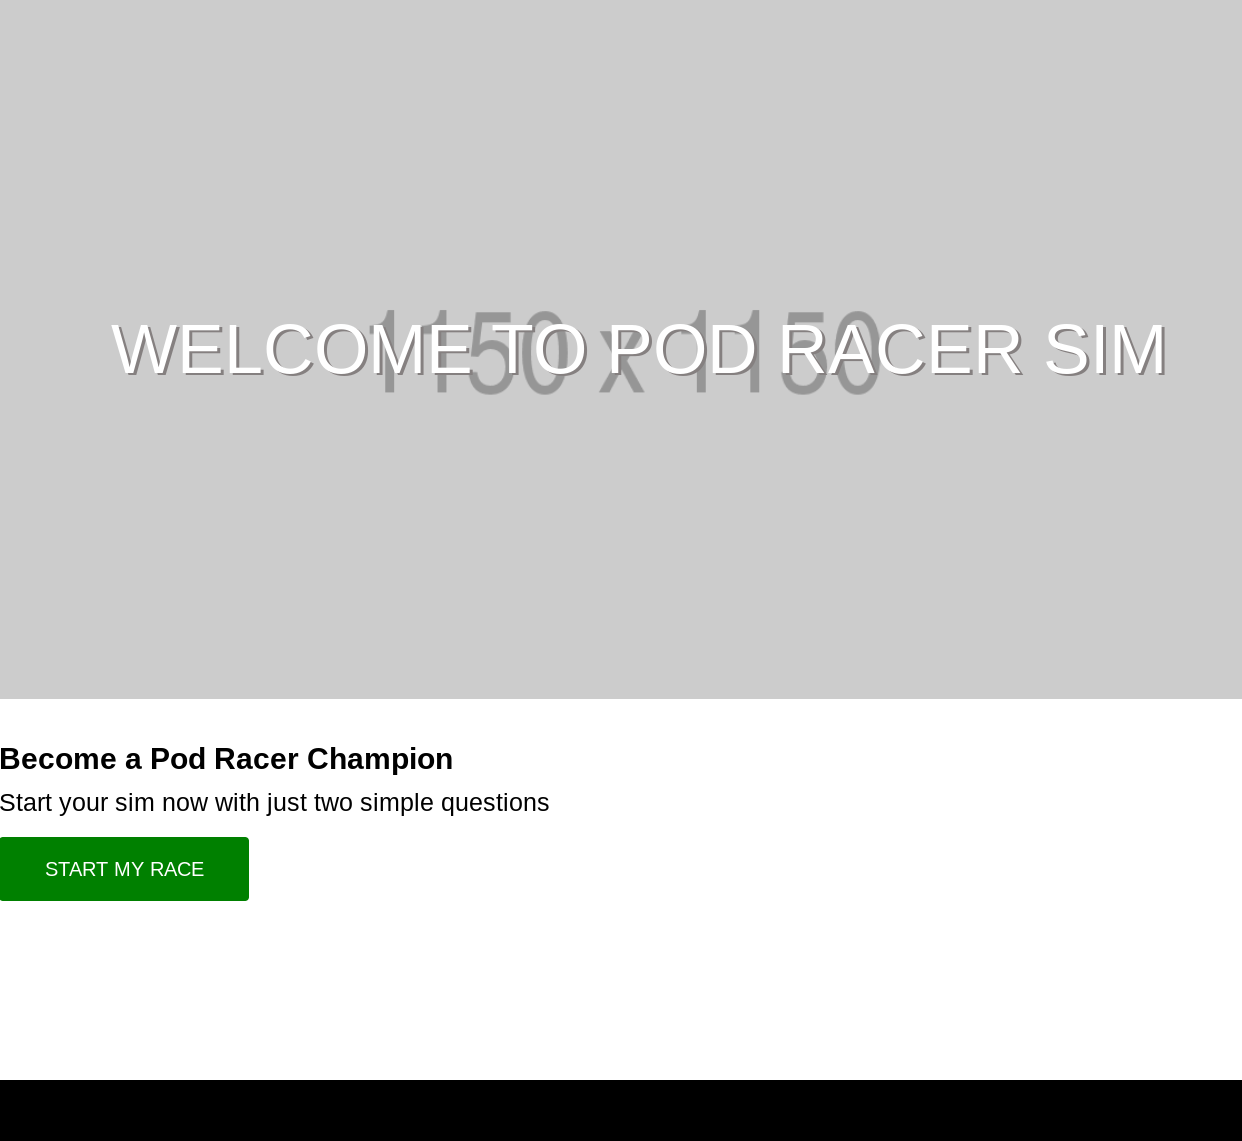 1150 x 1150
WELCOME TO POD RACER SIM
Become a Pod Racer Champion
Start your sim now with just two simple questions
START MY RACE